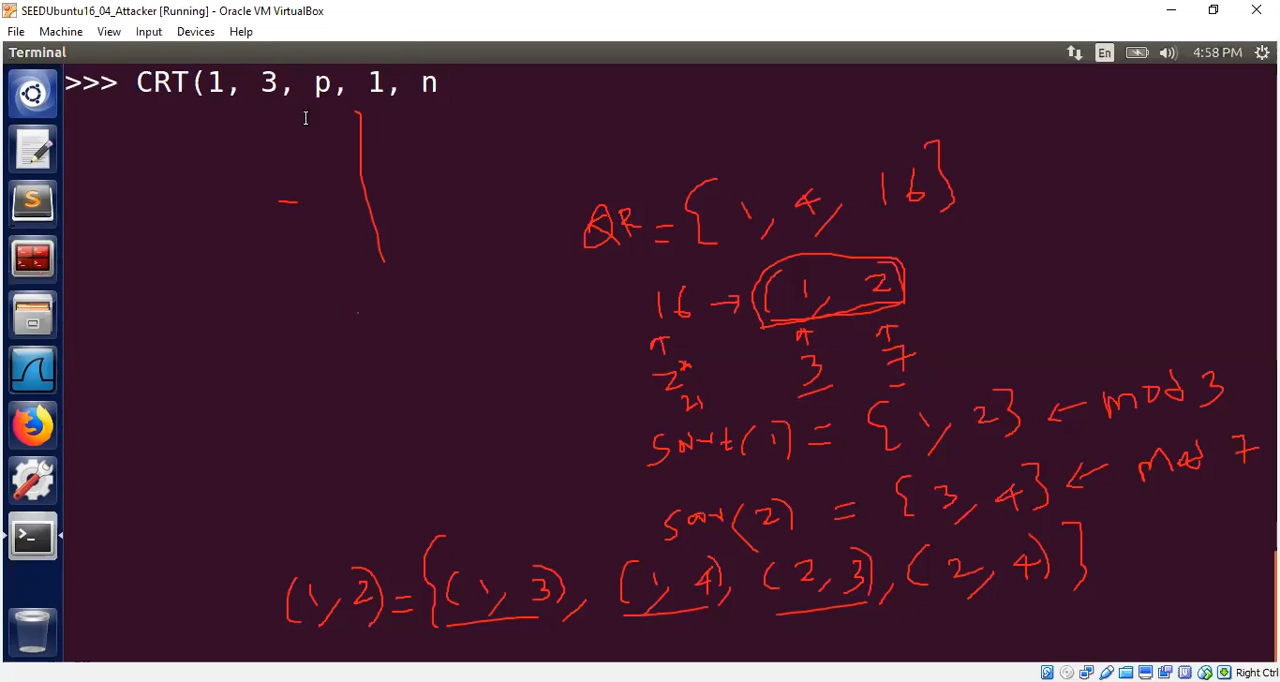 SEEDUbuntu16_04_Attacker [Running] - Oracle VM VirtualBox
File Machine View Input Devices Help
Terminal En 4:58 PM
>>> CRT(1, 3, p, 1, n
QR = {1, 4, 16}
16 → (1, 2)
3 7
sqrt(1) = {1, 2} ← mod 3
(2) = {3, 4} ← mod 7
(1, 2) = {(1, 3), (1, 4), (2, 3), (2, 4)}
Right Ctrl